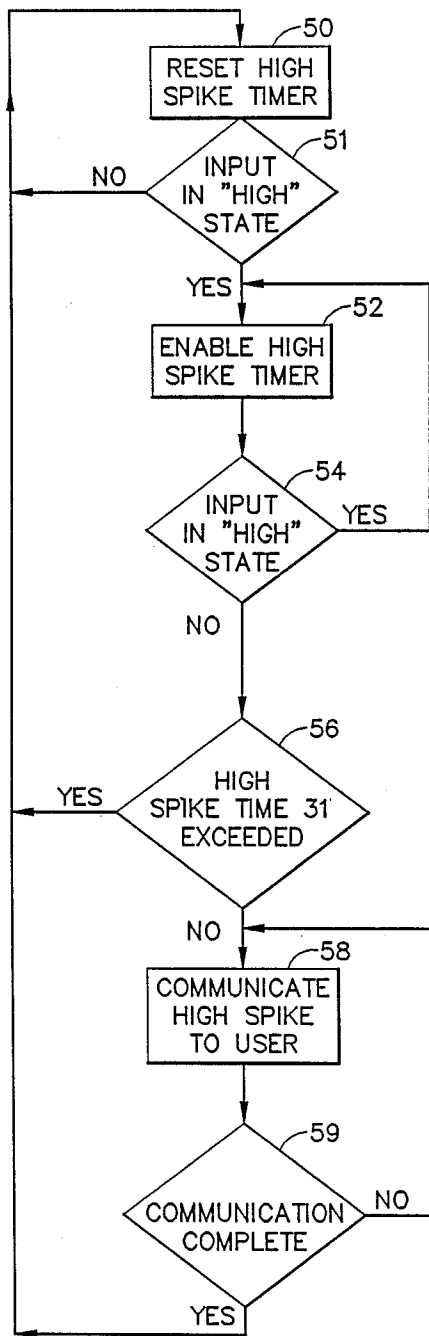 50
RESET HIGH
SPIKE TIMER
51
INPUT
IN "HIGH"
STATE
NO
YES
52
ENABLE HIGH
SPIKE TIMER
54
INPUT
IN "HIGH"
STATE
YES
NO
56
HIGH
SPIKE TIME 31
EXCEEDED
YES
NO
58
COMMUNICATE
HIGH SPIKE
TO USER
59
COMMUNICATION
COMPLETE
NO
YES